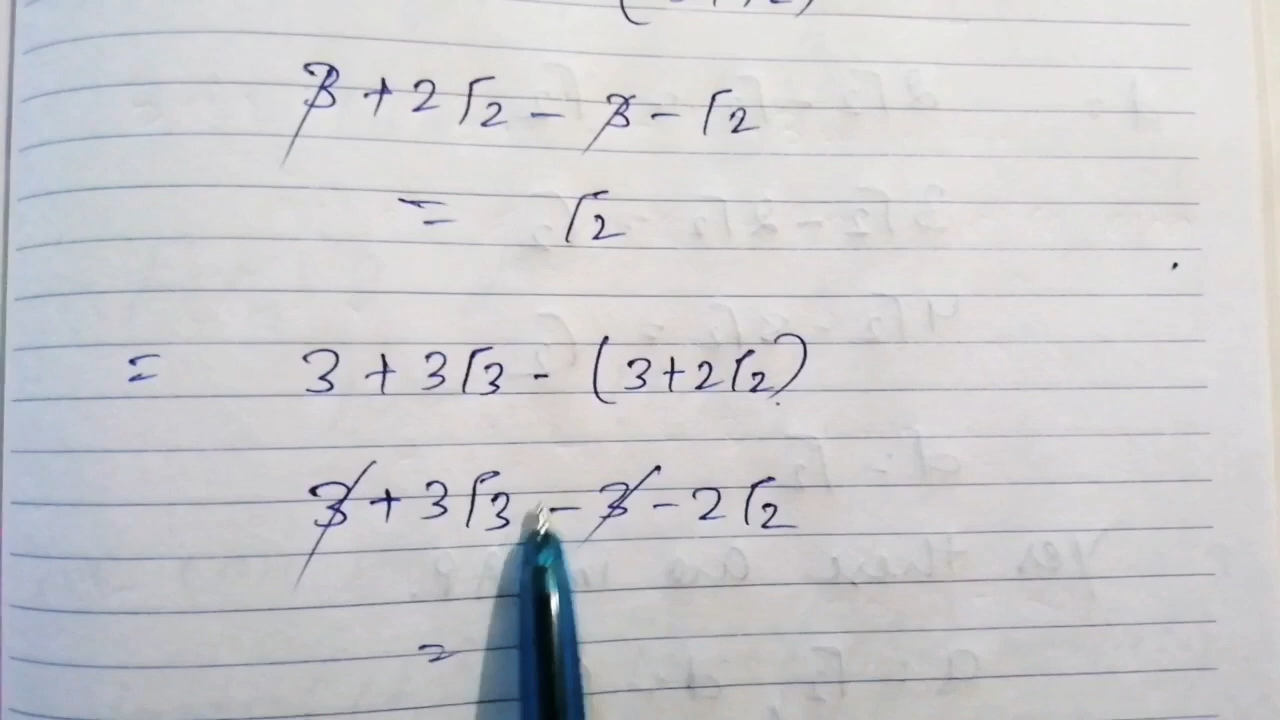 3 + 2√2 - 3 - √2
= √2
= 3 + 3√3 - (3+2√2)
3 + 3√3 - 3 - 2√2
=